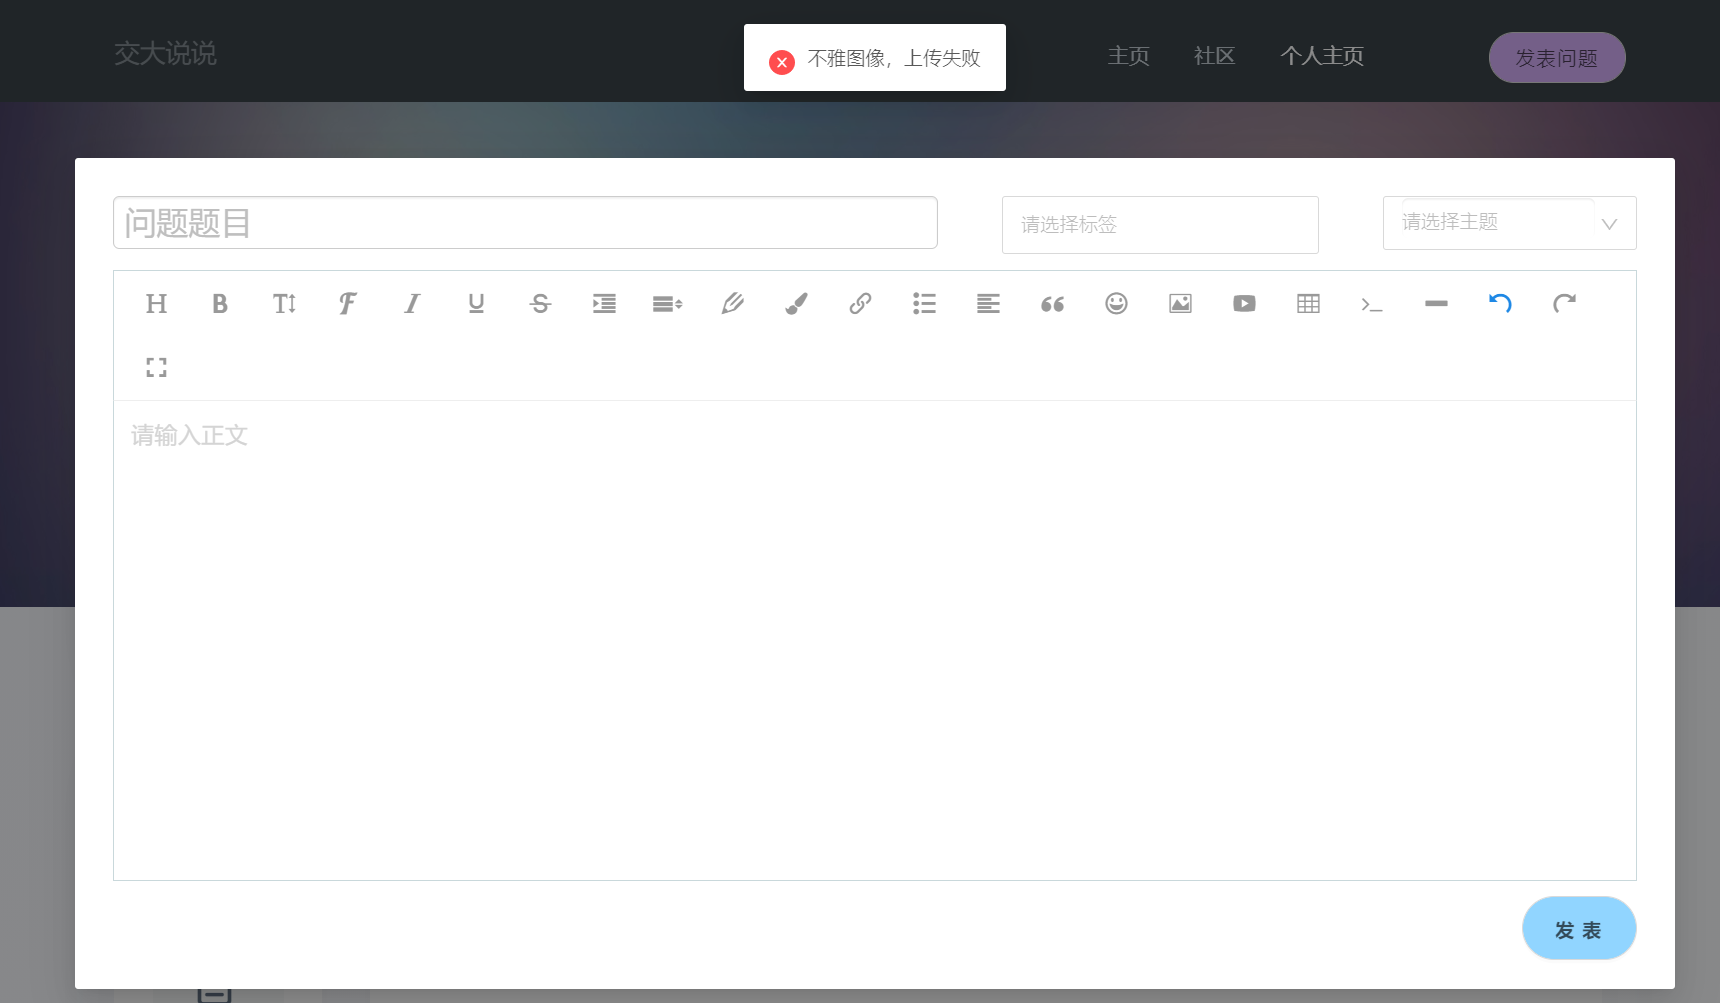 交大说说
不雅图像，上传失败
主页
社区
个人主页
发表问题
问题题目
请选择标签
请选择主题
请输入正文
发 表